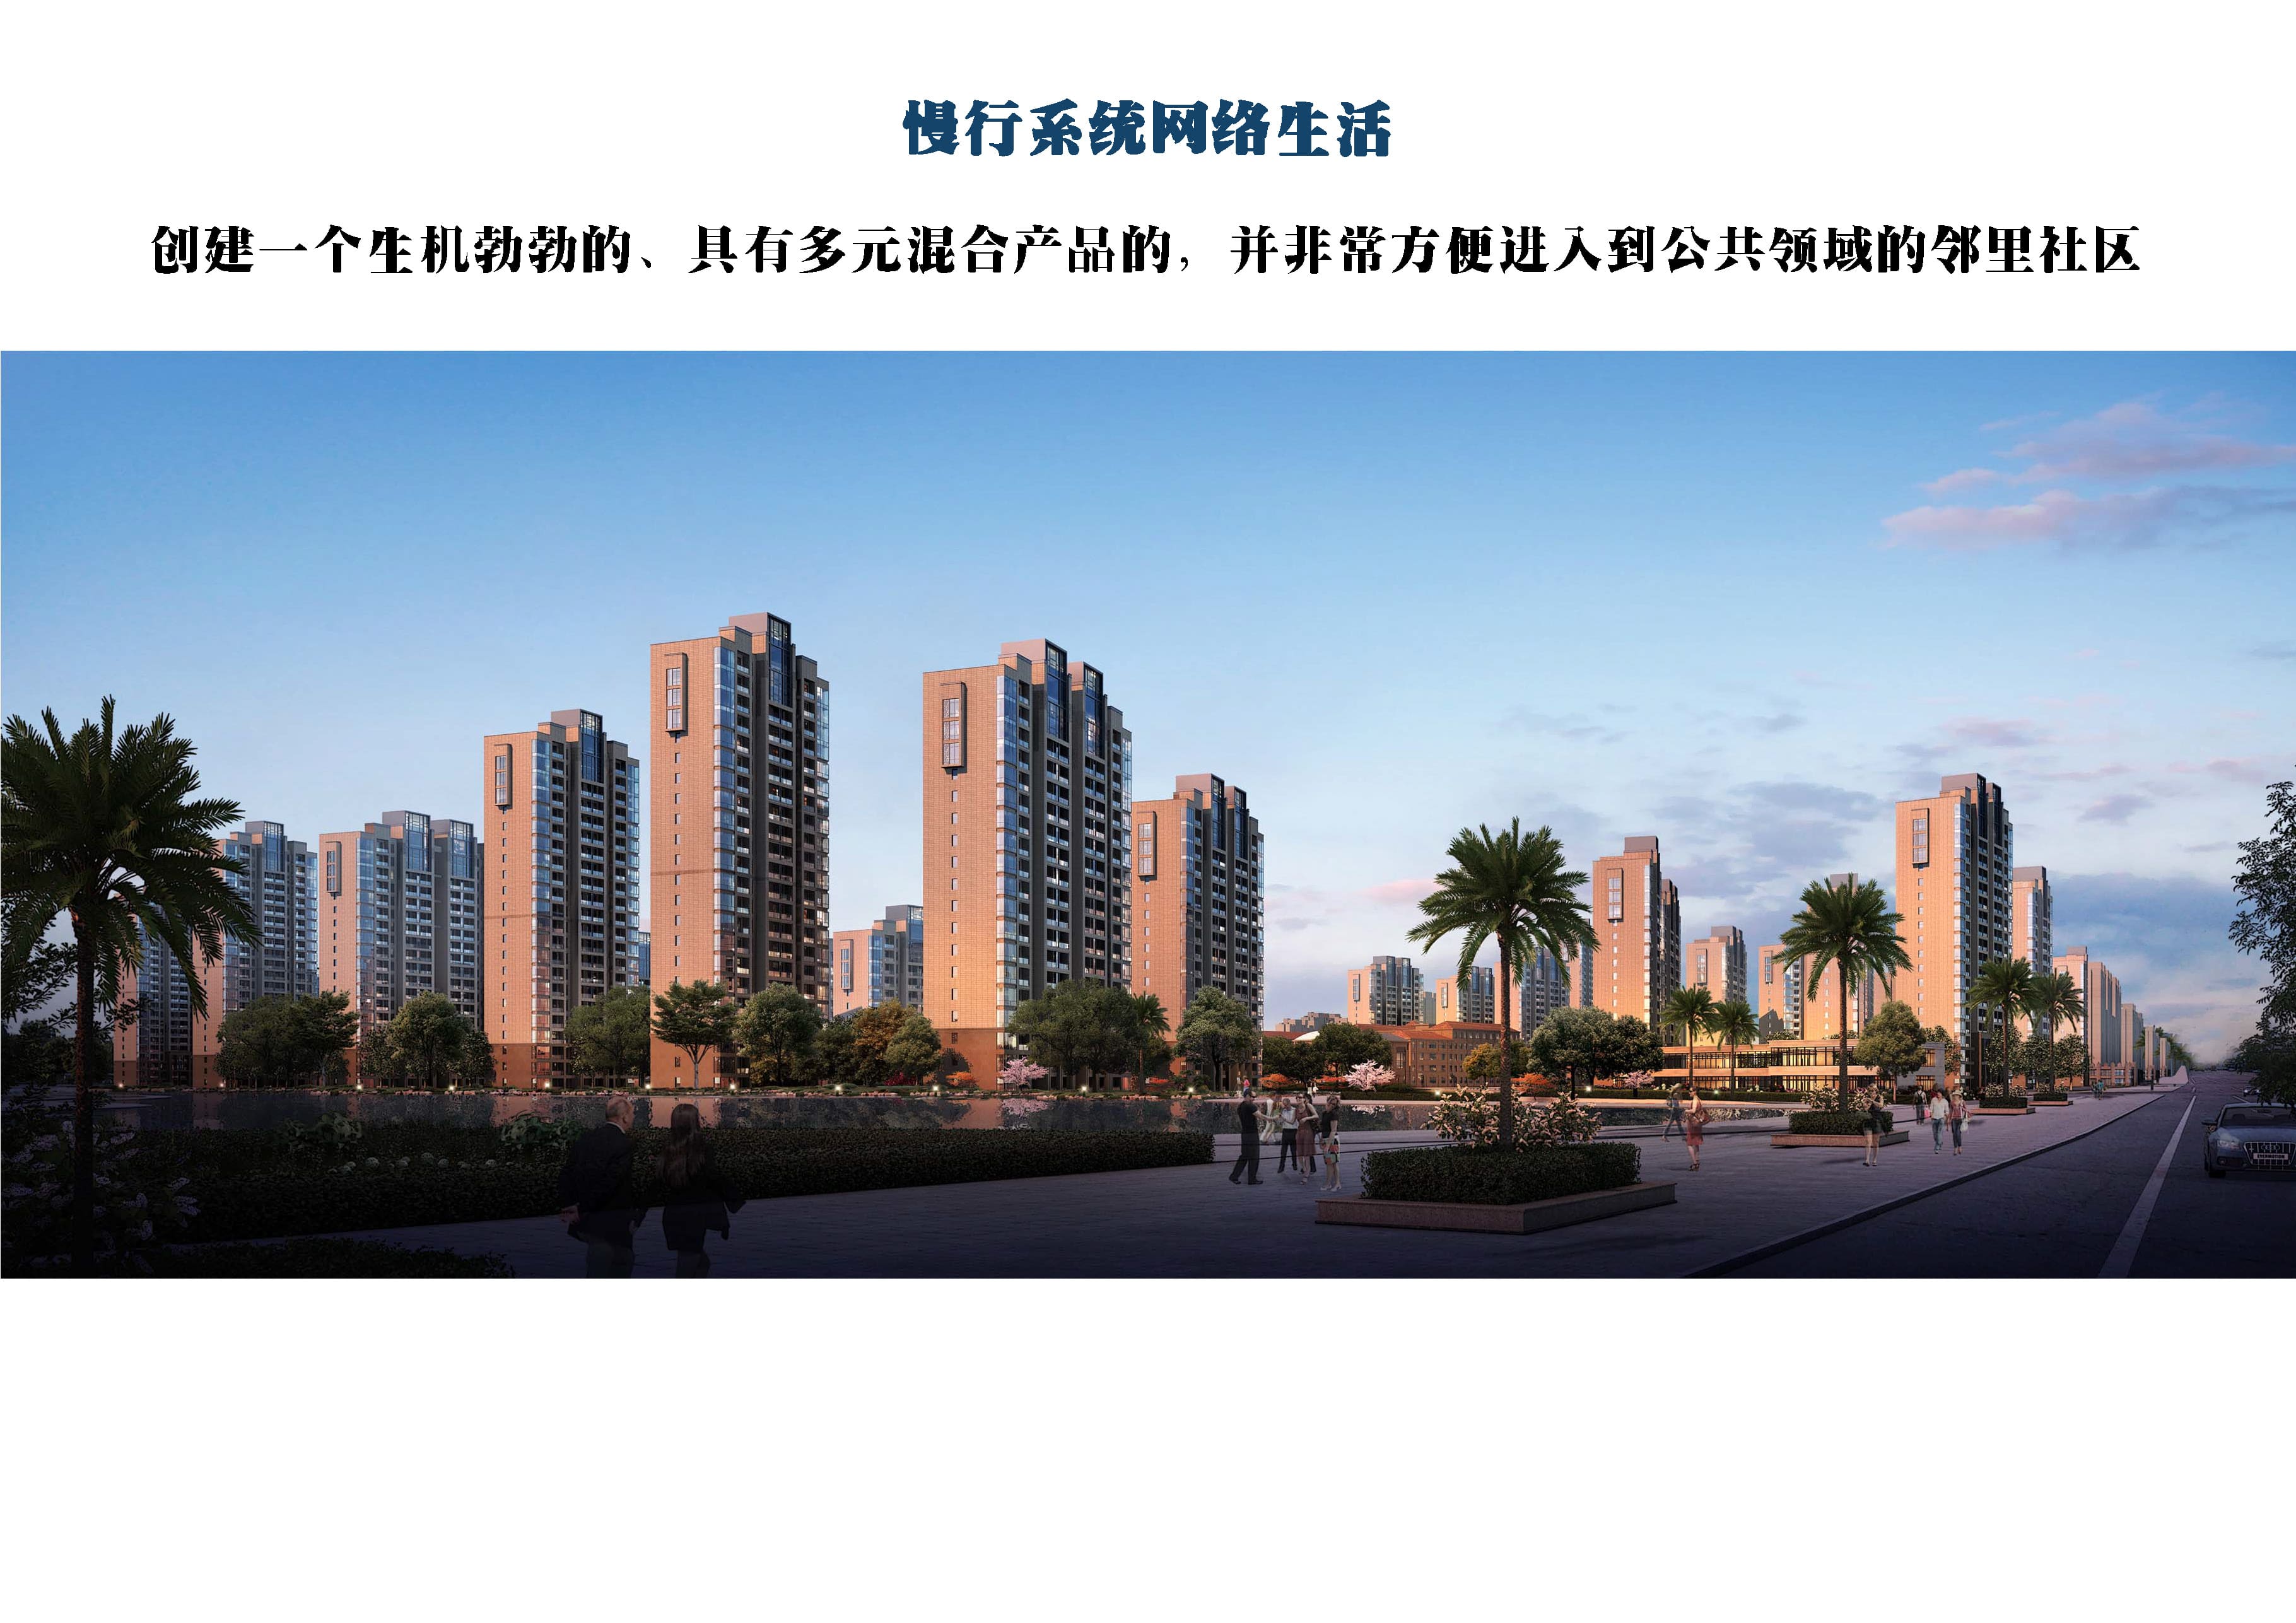 慢行系统网络生活
创建一个生机勃勃的、具有多元混合产品的，并非常方便进入到公共领域的邻里社区